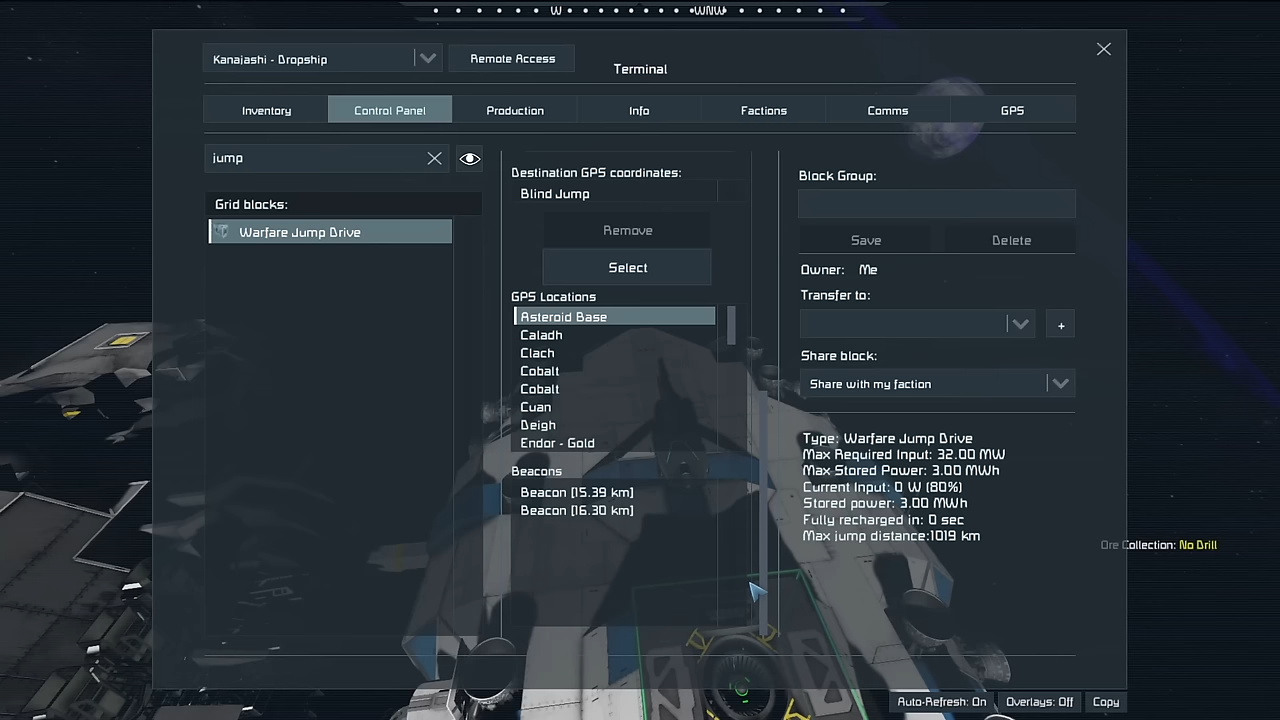 W
WNW
Kanajashi - Dropship
Remote Access
Terminal
Inventory
Control Panel
Production
Info
Factions
Comms
GPS
jump
Grid blocks:
Warfare Jump Drive
Destination GPS coordinates:
Blind Jump
Remove
Select
GPS Locations
Asteroid Base
Caladh
Clach
Cobalt
Cobalt
Cuan
Deigh
Endor - Gold
Beacons
Beacon [15.39 km]
Beacon [16.30 km]
Block Group:
Save
Delete
Owner: Me
Transfer to:
+
Share block:
Share with my faction
Type: Warfare Jump Drive
Max Required Input: 32.00 MW
Max Stored Power: 3.00 MWh
Current Input: 0 W (80%)
Stored power: 3.00 MWh
Fully recharged in: 0 sec
Max jump distance:1019 km
Ore Collection: No Drill
Auto-Refresh: On
Overlays: Off
Copy